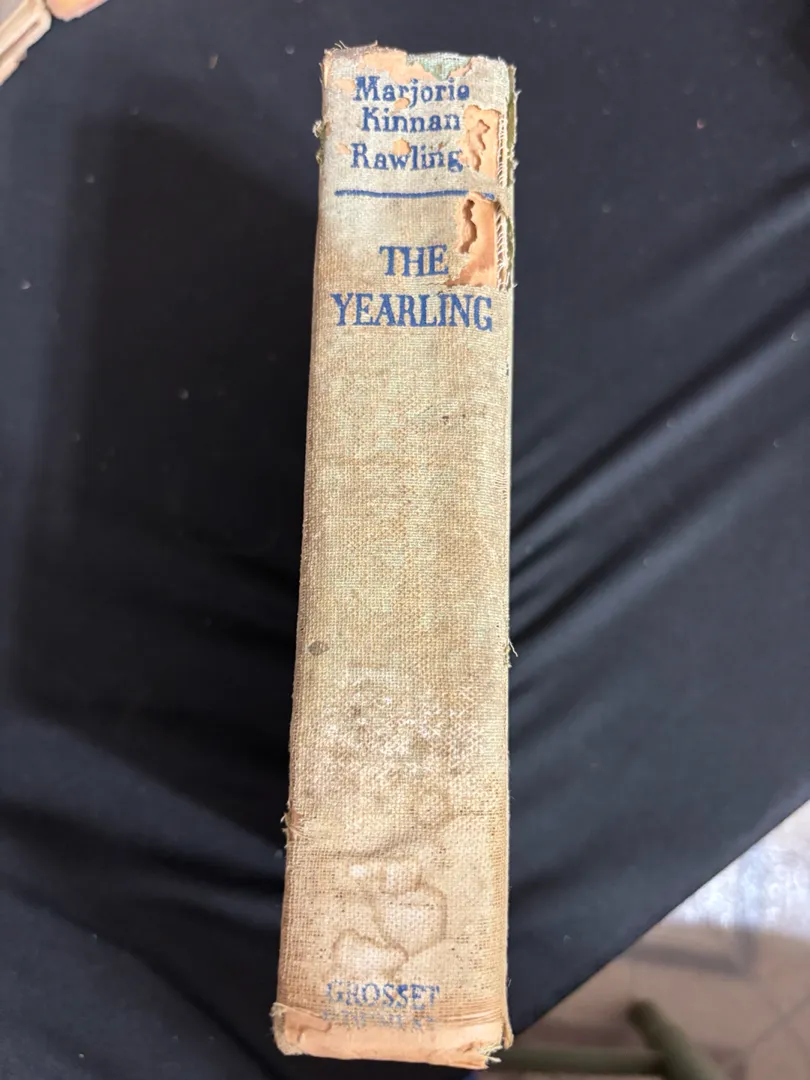 Marjorie
Kinnan
Rawling
THE
YEARLING
GROSSET